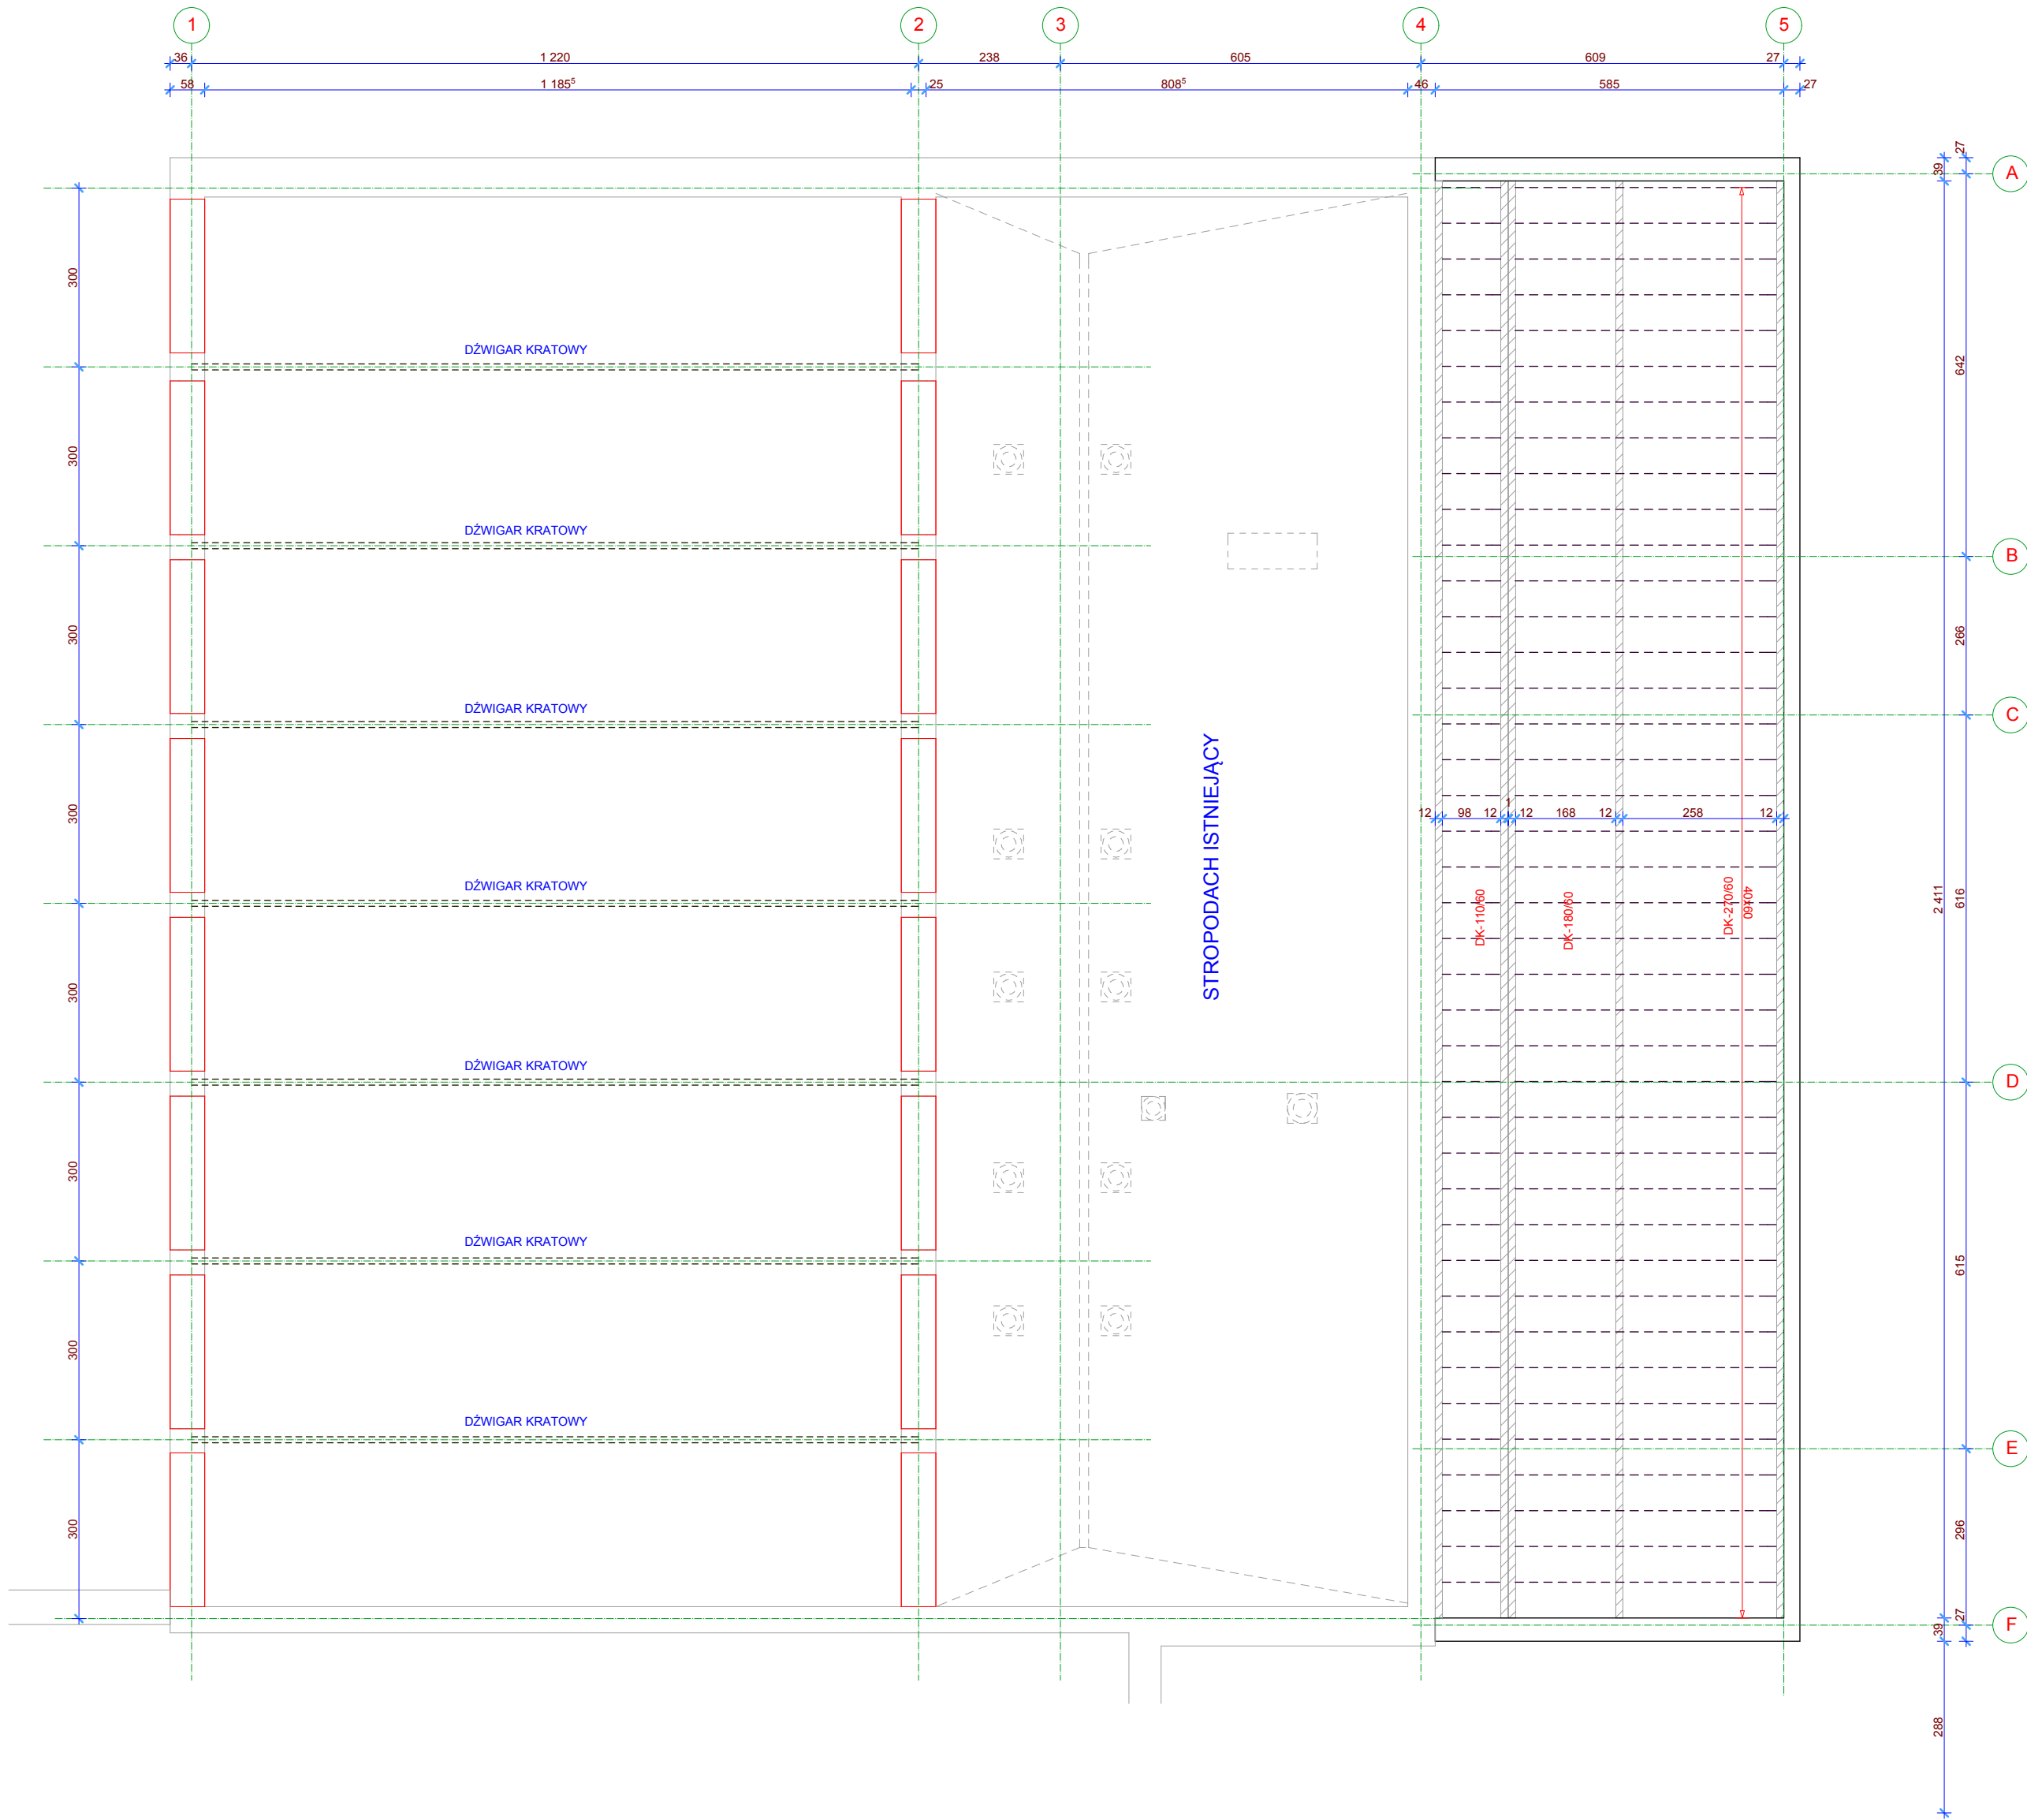 1
2
3
4
5
36
1 220
238
605
609
27
58
1 185⁵
25
808⁵
46
585
27
27
39
A
300
642
DŹWIGAR KRATOWY
300
DŹWIGAR KRATOWY
B
300
266
DŹWIGAR KRATOWY
C
STROPODACH ISTNIEJĄCY
300
12
98
12
1
12
168
12
258
12
DŹWIGAR KRATOWY
DK-110/60
DK-180/60
DK-270/60
40x60
2 411
616
300
DŹWIGAR KRATOWY
D
300
DŹWIGAR KRATOWY
615
300
DŹWIGAR KRATOWY
E
300
296
27
39
F
288